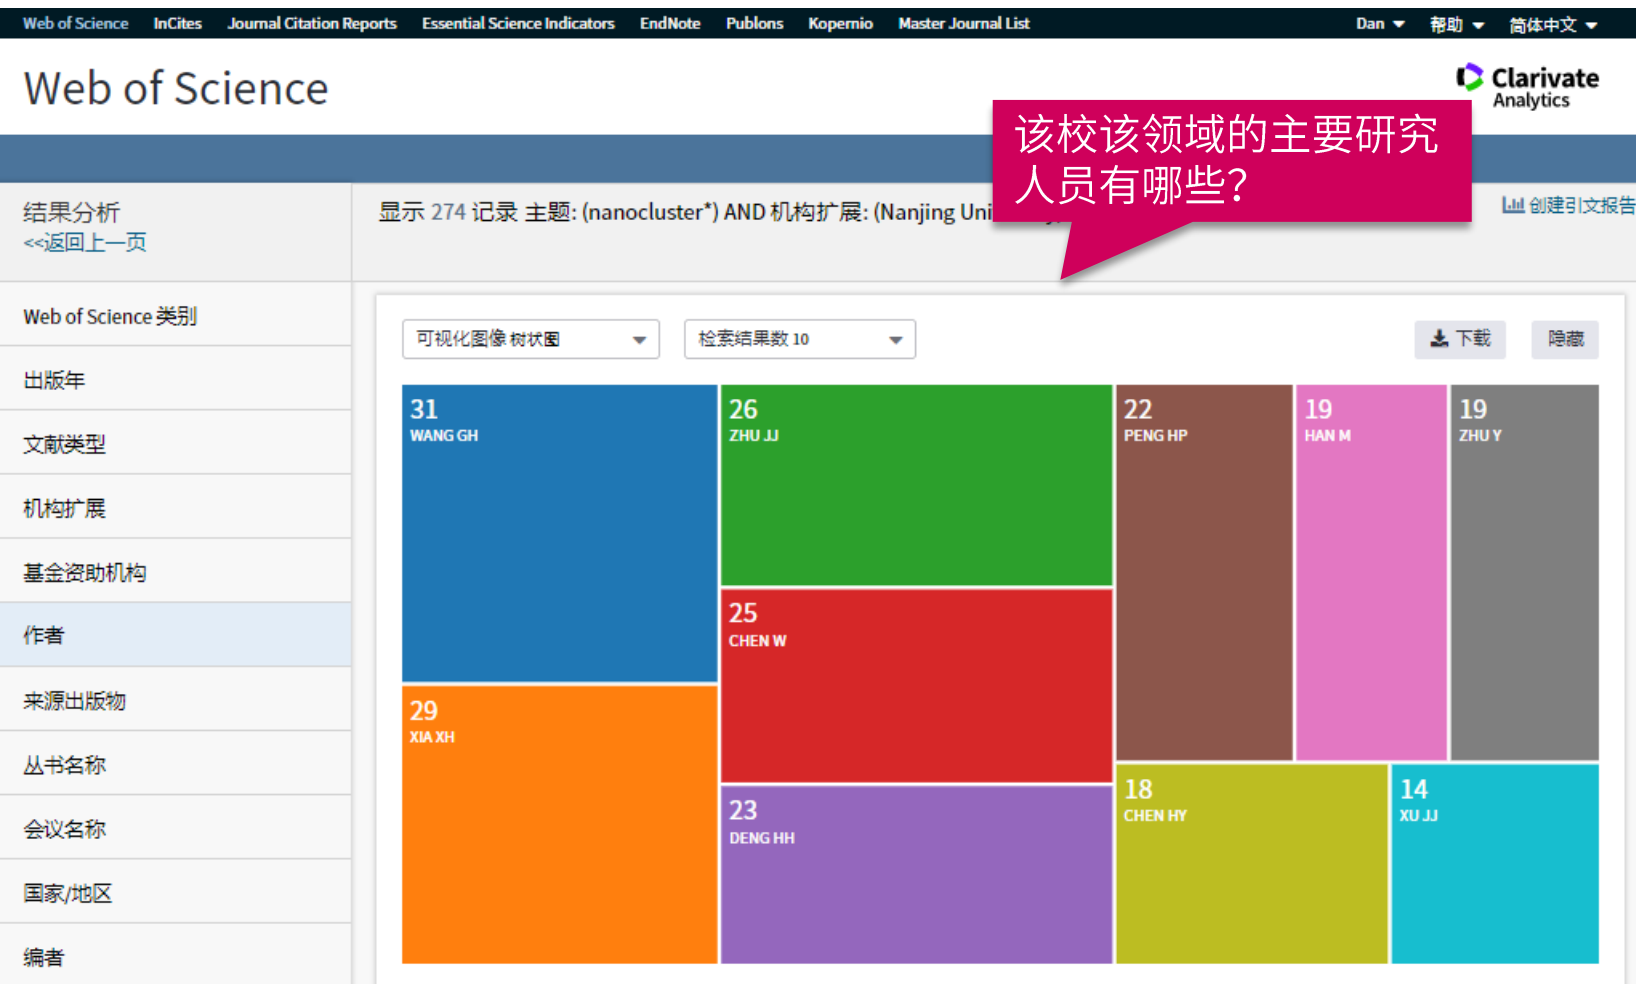 Web of Science InCites Journal Citation Reports Essential Science Indicators EndNote Publons Kopernio Master Journal List Dan 帮助 简体中文
Web of Science
Clarivate
Analytics
该校该领域的主要研究
人员有哪些?
结果分析
<<返回上一页
显示 274 记录 主题: (nanocluster*) AND 机构扩展: (Nanjing Uni
创建引文报告
Web of Science 类别
出版年
文献类型
机构扩展
基金资助机构
作者
来源出版物
丛书名称
会议名称
国家/地区
编者
可视化图像 树状图
检索结果数 10
下载
隐藏
31
WANG GH
26
ZHU JJ
22
PENG HP
19
HAN M
19
ZHU Y
25
CHEN W
29
XIA XH
23
DENG HH
18
CHEN HY
14
XU JJ